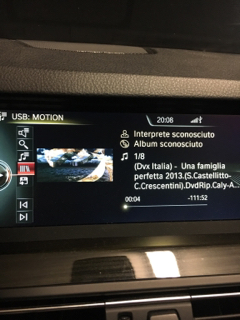 USB: MOTION
20:08
Interprete sconosciuto
Album sconosciuto
1/8
(Dvx Italia) - Una famiglia
perfetta 2013.(S.Castellitto-
C.Crescentini).DvdRip.Caly-A...
00:04 -111:52